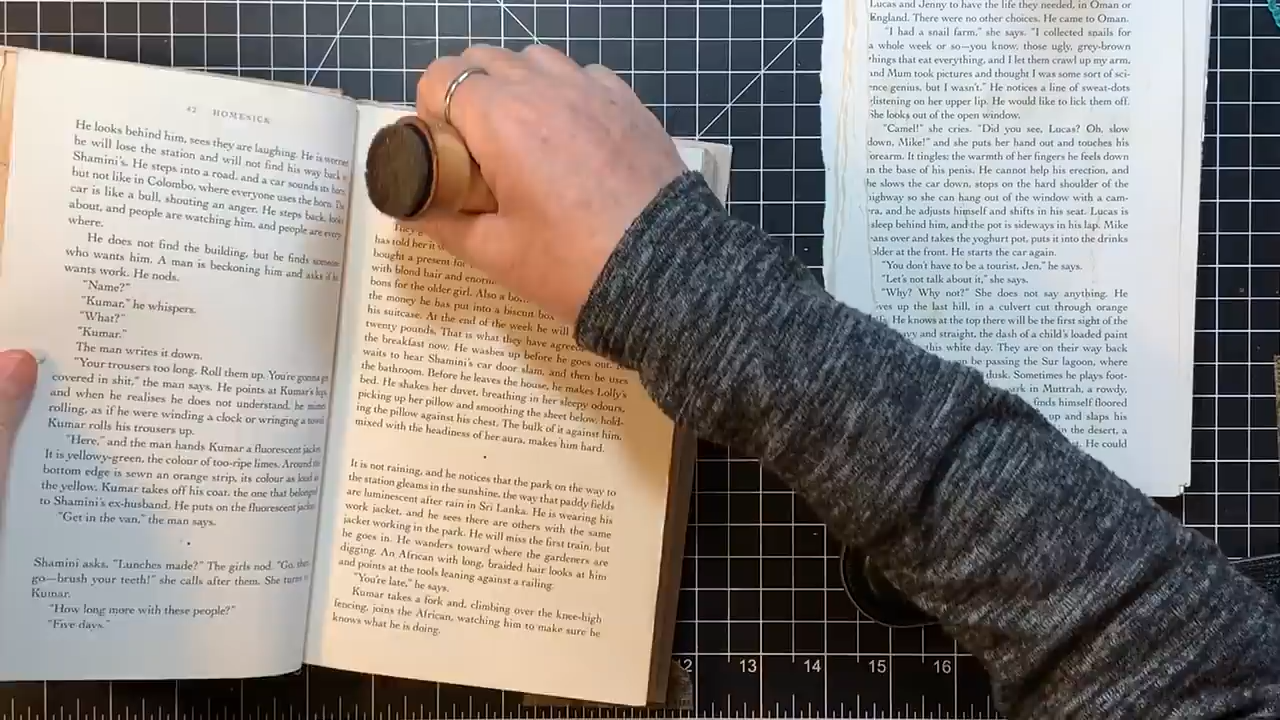 42 HOMESICK
He looks behind him, sees they are laughing. He is worried
he will lose the station and will not find his way back to
Shamini's. He steps into a road, and a car sounds its horn,
but not like in Colombo, where everyone uses the horn. The
car is like a bull, shouting an anger. He steps back, looks
about, and people are watching him, and people are every-
where.
He does not find the building, but he finds someone
who wants him. A man is beckoning him and asks if he
wants work. He nods.
"Name?"
"Kumar," he whispers.
"What?"
"Kumar."
The man writes it down.
"Your trousers too long. Roll them up. You're gonna get
covered in shit," the man says. He points at Kumar's legs,
and when he realises he does not understand, he mimes
rolling, as if he were winding a clock or wringing a towel.
Kumar rolls his trousers up.
"Here," and the man hands Kumar a fluorescent jacket.
It is yellowy-green, the colour of too-ripe limes. Around the
bottom edge is sewn an orange strip, its colour as loud as
the yellow. Kumar takes off his coat, the one that belonged
to Shamini's ex-husband. He puts on the fluorescent jacket.
"Get in the van," the man says.
Shamini asks, "Lunches made?" The girls nod. "Go, then,
go—brush your teeth!" she calls after them. She turns to
Kumar.
"How long more with these people?"
"Five days."
They
has told her it
bought a present for
with blond hair and
bons for the older girl. Also a
the money he has put into a biscuit box
his suitcase. At the end of the week he will
twenty pounds. That is what they have agreed
the breakfast now. He washes up before he goes out.
waits to hear Shamini's car door slam, and then he uses
the bathroom. Before he leaves the house, he makes Lolly's
bed. He shakes her duvet, breathing in her sleepy odours,
picking up her pillow and smoothing the sheet below, hold-
ing the pillow against his chest. The bulk of it against him,
mixed with the headiness of her aura, makes him hard.
It is not raining, and he notices that the park on the way to
the station gleams in the sunshine, the way that paddy fields
are luminescent after rain in Sri Lanka. He is wearing his
work jacket, and he sees there are others with the same
jacket working in the park. He will miss the first train, but
he goes in. He wanders toward where the gardeners are
digging. An African with long, braided hair looks at him
and points at the tools leaning against a railing.
"You're late," he says.
Kumar takes a fork and, climbing over the knee-high
fencing, joins the African, watching him to make sure he
knows what he is doing.
Lucas and Jenny to have the life they needed, in Oman or
England. There were no other choices. He came to Oman.
"I had a snail farm," she says. "I collected snails for
a whole week or so—you know, those ugly, grey-brown
things that eat everything, and I let them crawl up my arm,
and Mum took pictures and thought I was some sort of sci-
ence genius, but I wasn't." He notices a line of sweat-dots
glistening on her upper lip. He would like to lick them off.
She looks out of the open window.
"Camel!" she cries. "Did you see, Lucas? Oh, slow
down, Mike!" and she puts her hand out and touches his
forearm. It tingles; the warmth of her fingers he feels down
in the base of his penis. He cannot help his erection, and
he slows the car down, stops on the hard shoulder of the
highway so she can hang out of the window with a cam-
era, and he adjusts himself and shifts in his seat. Lucas is
asleep behind him, and the pot is sideways in his lap. Mike
leans over and takes the yoghurt pot, puts it into the drinks
holder at the front. He starts the car again.
"You don't have to be a tourist, Jen," he says.
"Let's not talk about it," she says.
"Why? Why not?" She does not say anything. He
up the last hill, in a culvert cut through orange
He knows at the top there will be the first sight of the
and straight, the dash of a child's loaded paint
this white day. They are on their way back
be passing the Sur lagoon, where
dusk. Sometimes he plays foot-
in Muttrah, a rowdy,
finds himself floored
up and slaps his
in the desert, a
He could
12 13 14 15 16